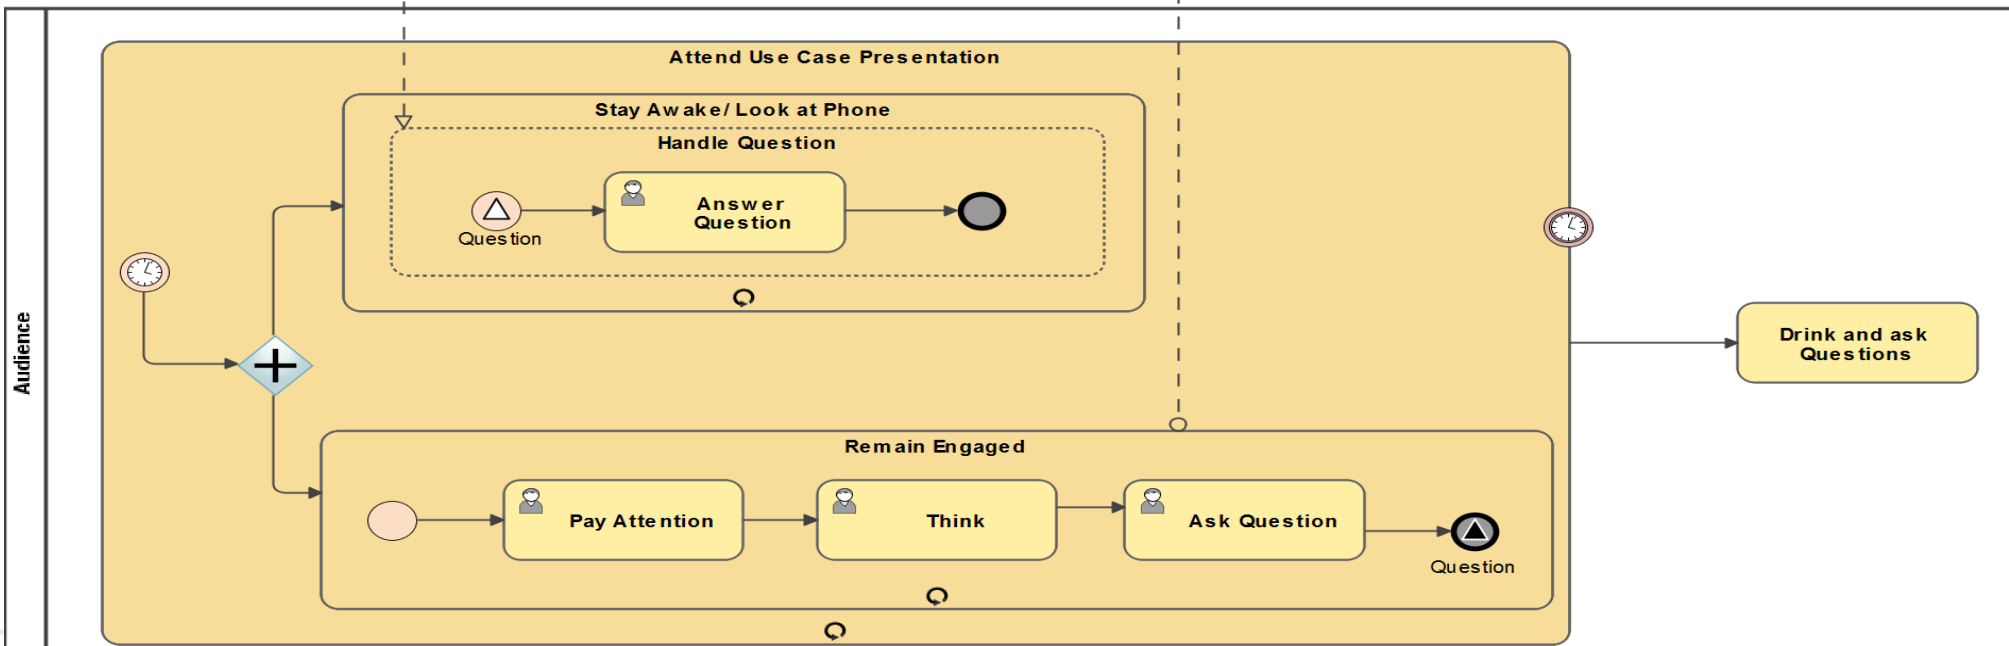 Attend Use Case Presentation
Stay Awake/ Look at Phone
Handle Question
Answer
Question
Question
Audience
Drink and ask
Questions
Remain Engaged
Pay Attention
Think
Ask Question
Question